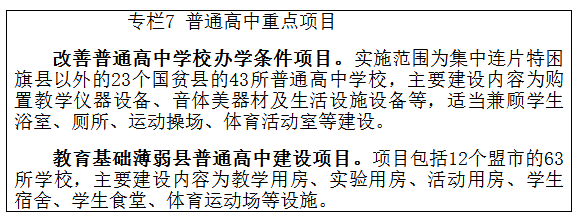 专栏7 普通高中重点项目
改善普通高中学校办学条件项目。实施范围为集中连片特困
旗县以外的23个国贫县的43所普通高中学校，主要建设内容为购
置教学仪器设备、音体美器材及生活设施设备等，适当兼顾学生
浴室、厕所、运动操场、体育活动室等建设。
教育基础薄弱县普通高中建设项目。项目包括12个盟市的63
所学校，主要建设内容为教学用房、实验用房、活动用房、学生
宿舍、学生食堂、体育运动场等设施。